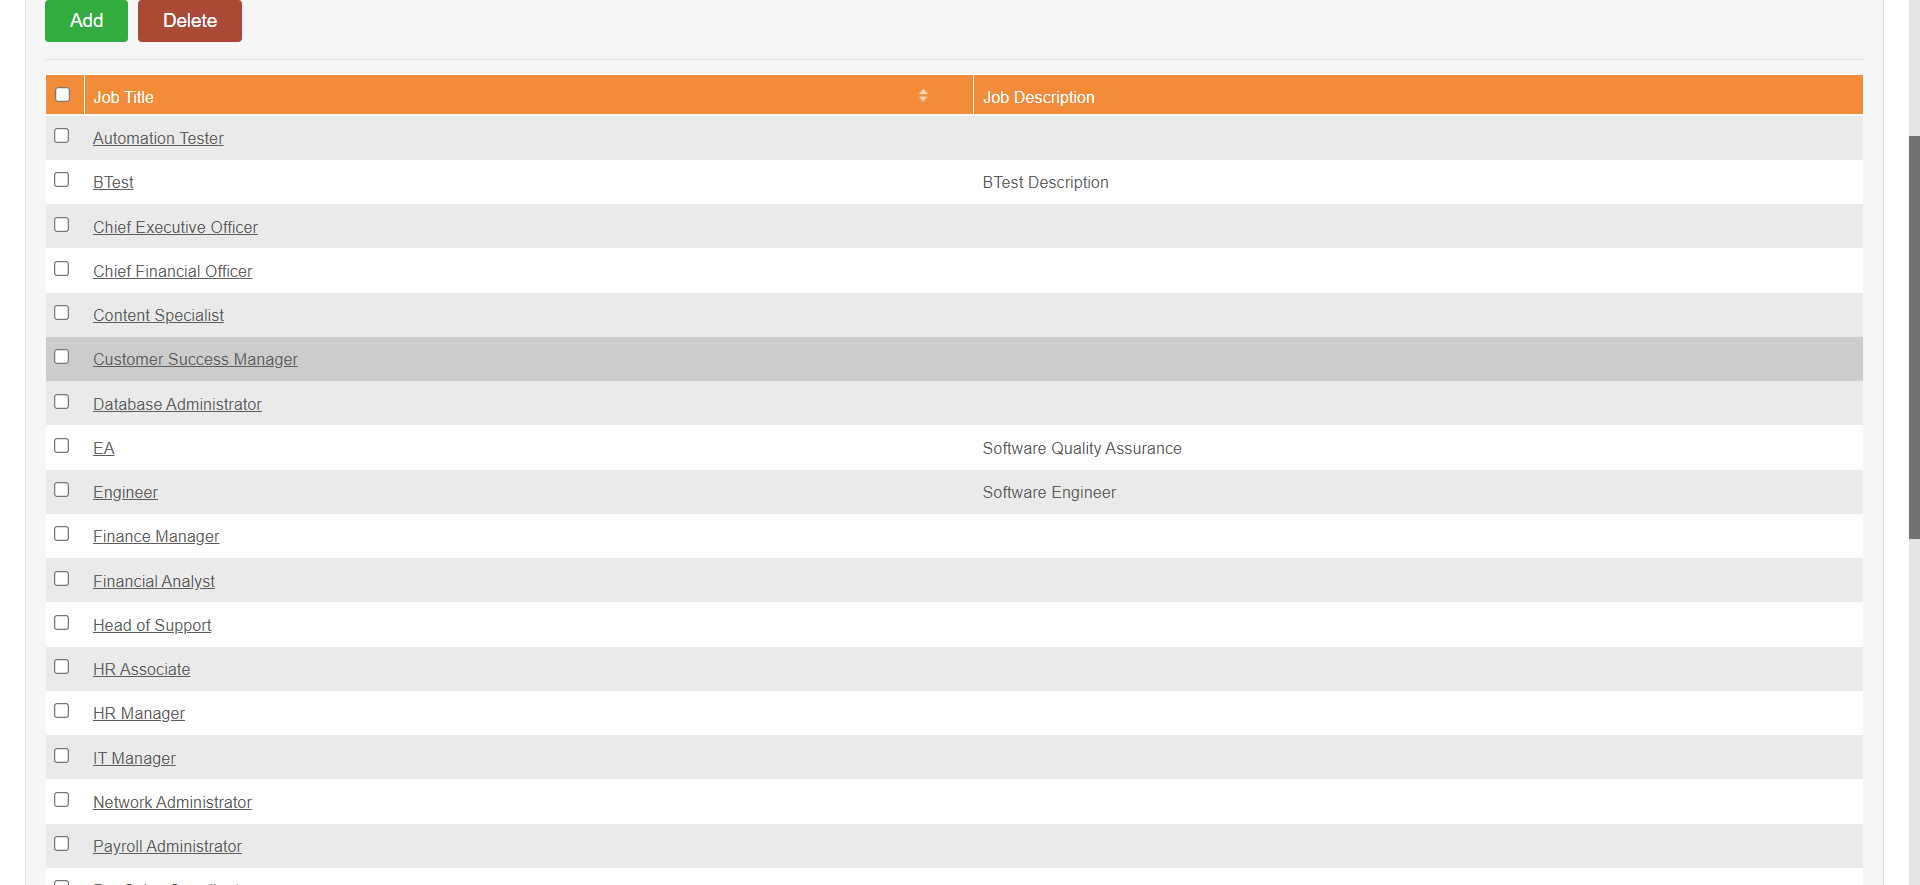 Add Delete
Job Title Job Description
Automation Tester
BTest BTest Description
Chief Executive Officer
Chief Financial Officer
Content Specialist
Customer Success Manager
Database Administrator
EA Software Quality Assurance
Engineer Software Engineer
Finance Manager
Financial Analyst
Head of Support
HR Associate
HR Manager
IT Manager
Network Administrator
Payroll Administrator